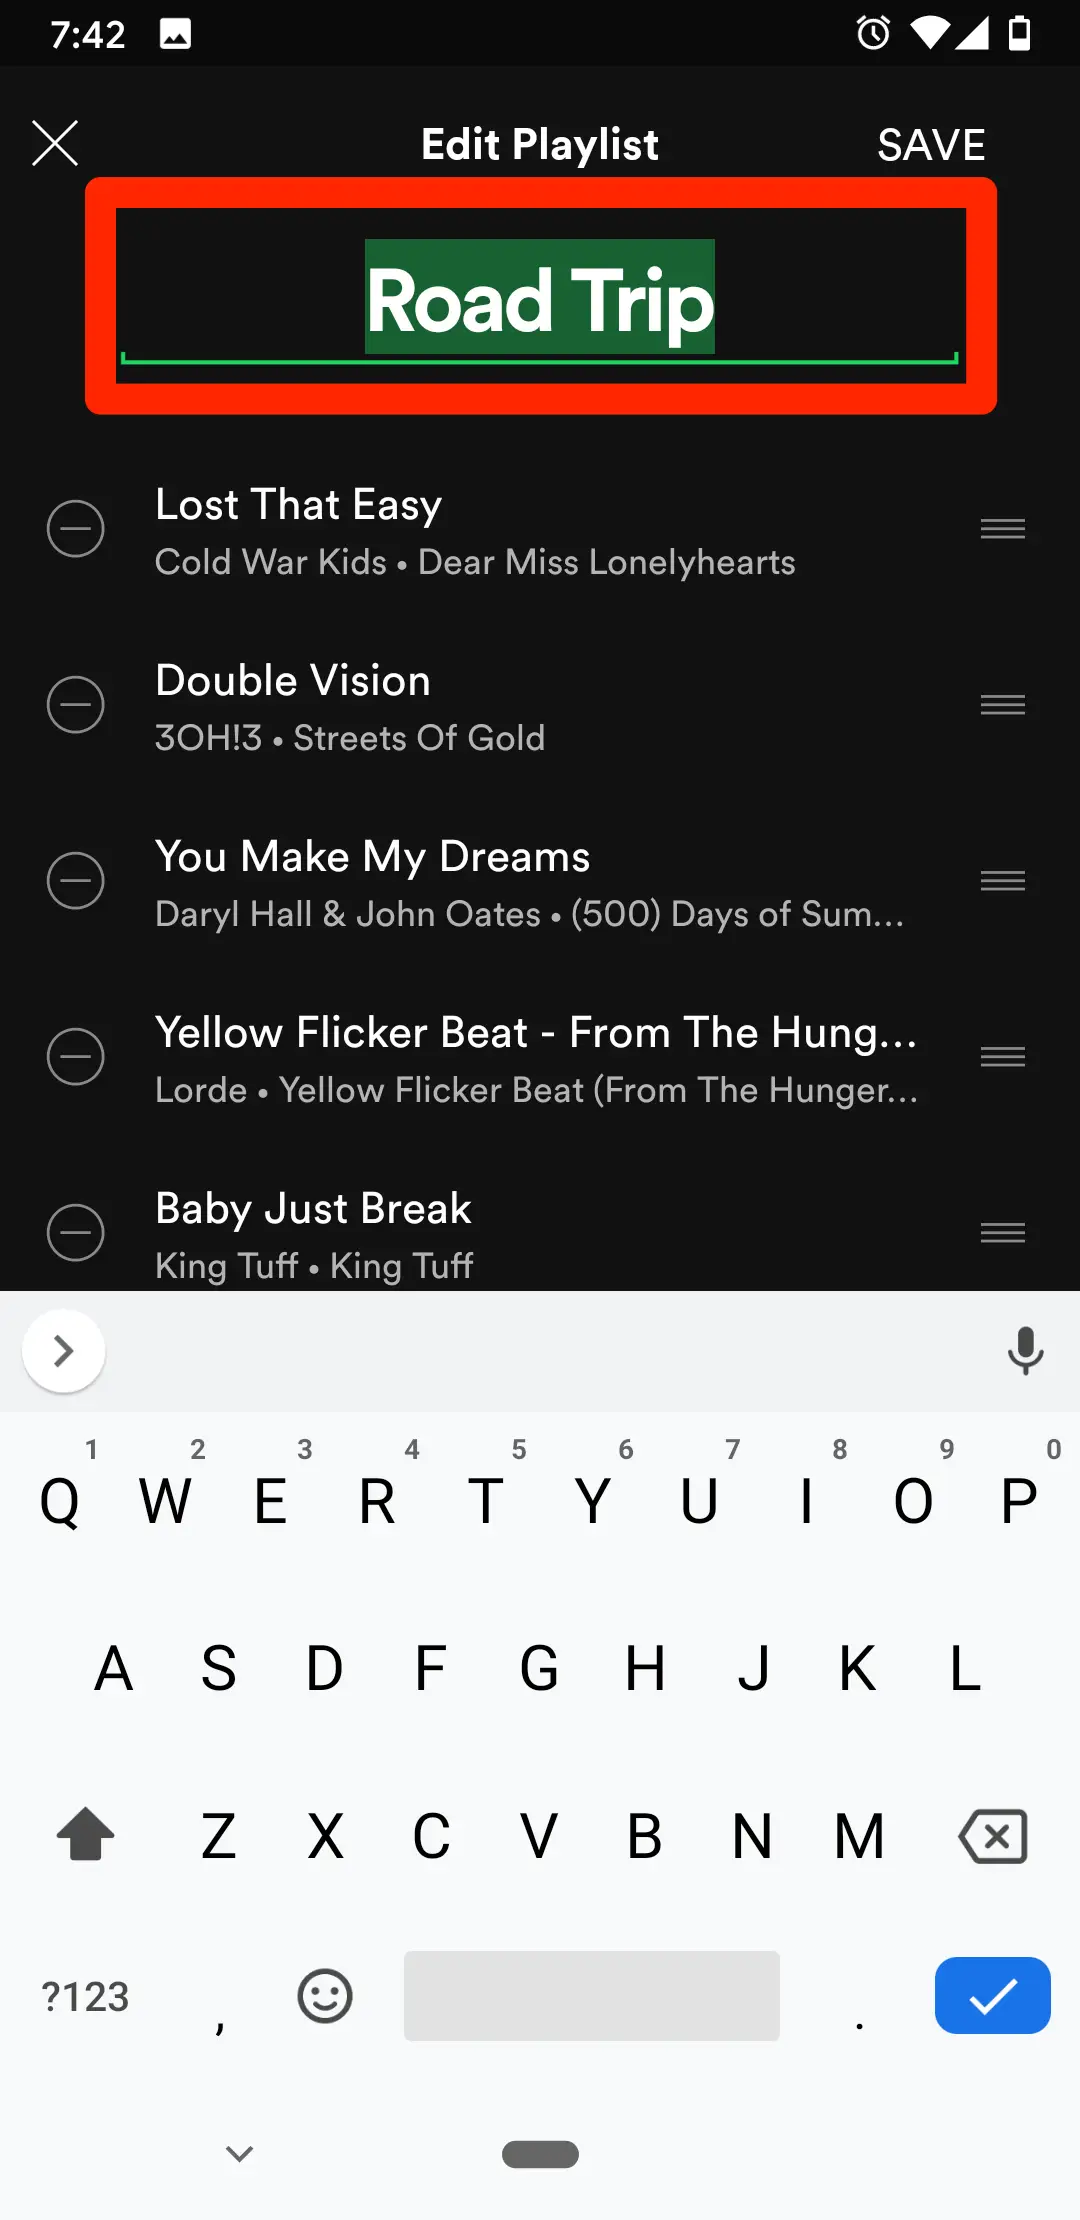 7:42
Edit Playlist SAVE
Road Trip
Lost That Easy
Cold War Kids • Dear Miss Lonelyhearts
Double Vision
3OH!3 • Streets Of Gold
You Make My Dreams
Daryl Hall & John Oates • (500) Days of Sum...
Yellow Flicker Beat - From The Hung...
Lorde • Yellow Flicker Beat (From The Hunger...
Baby Just Break
King Tuff • King Tuff
1 2 3 4 5 6 7 8 9 0
Q W E R T Y U I O P
A S D F G H J K L
Z X C V B N M
?123 , .